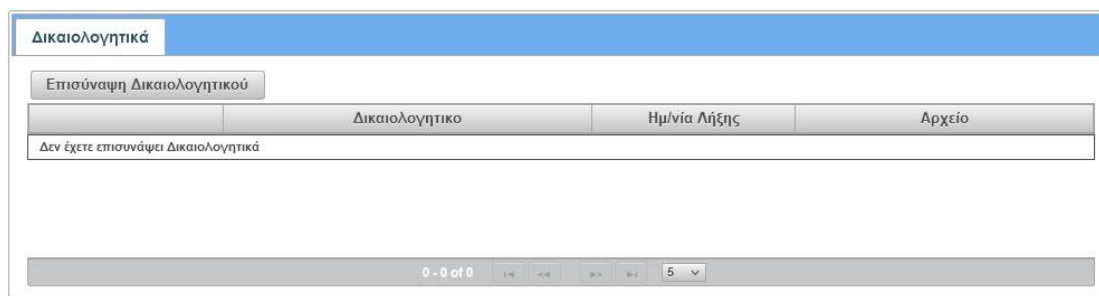 Δικαιολογητικά
Επισύναψη Δικαιολογητικού
Δικαιολογητικο Ημ/νία Λήξης Αρχείο
Δεν έχετε επισυνάψει Δικαιολογητικά
0 - 0 of 0 5